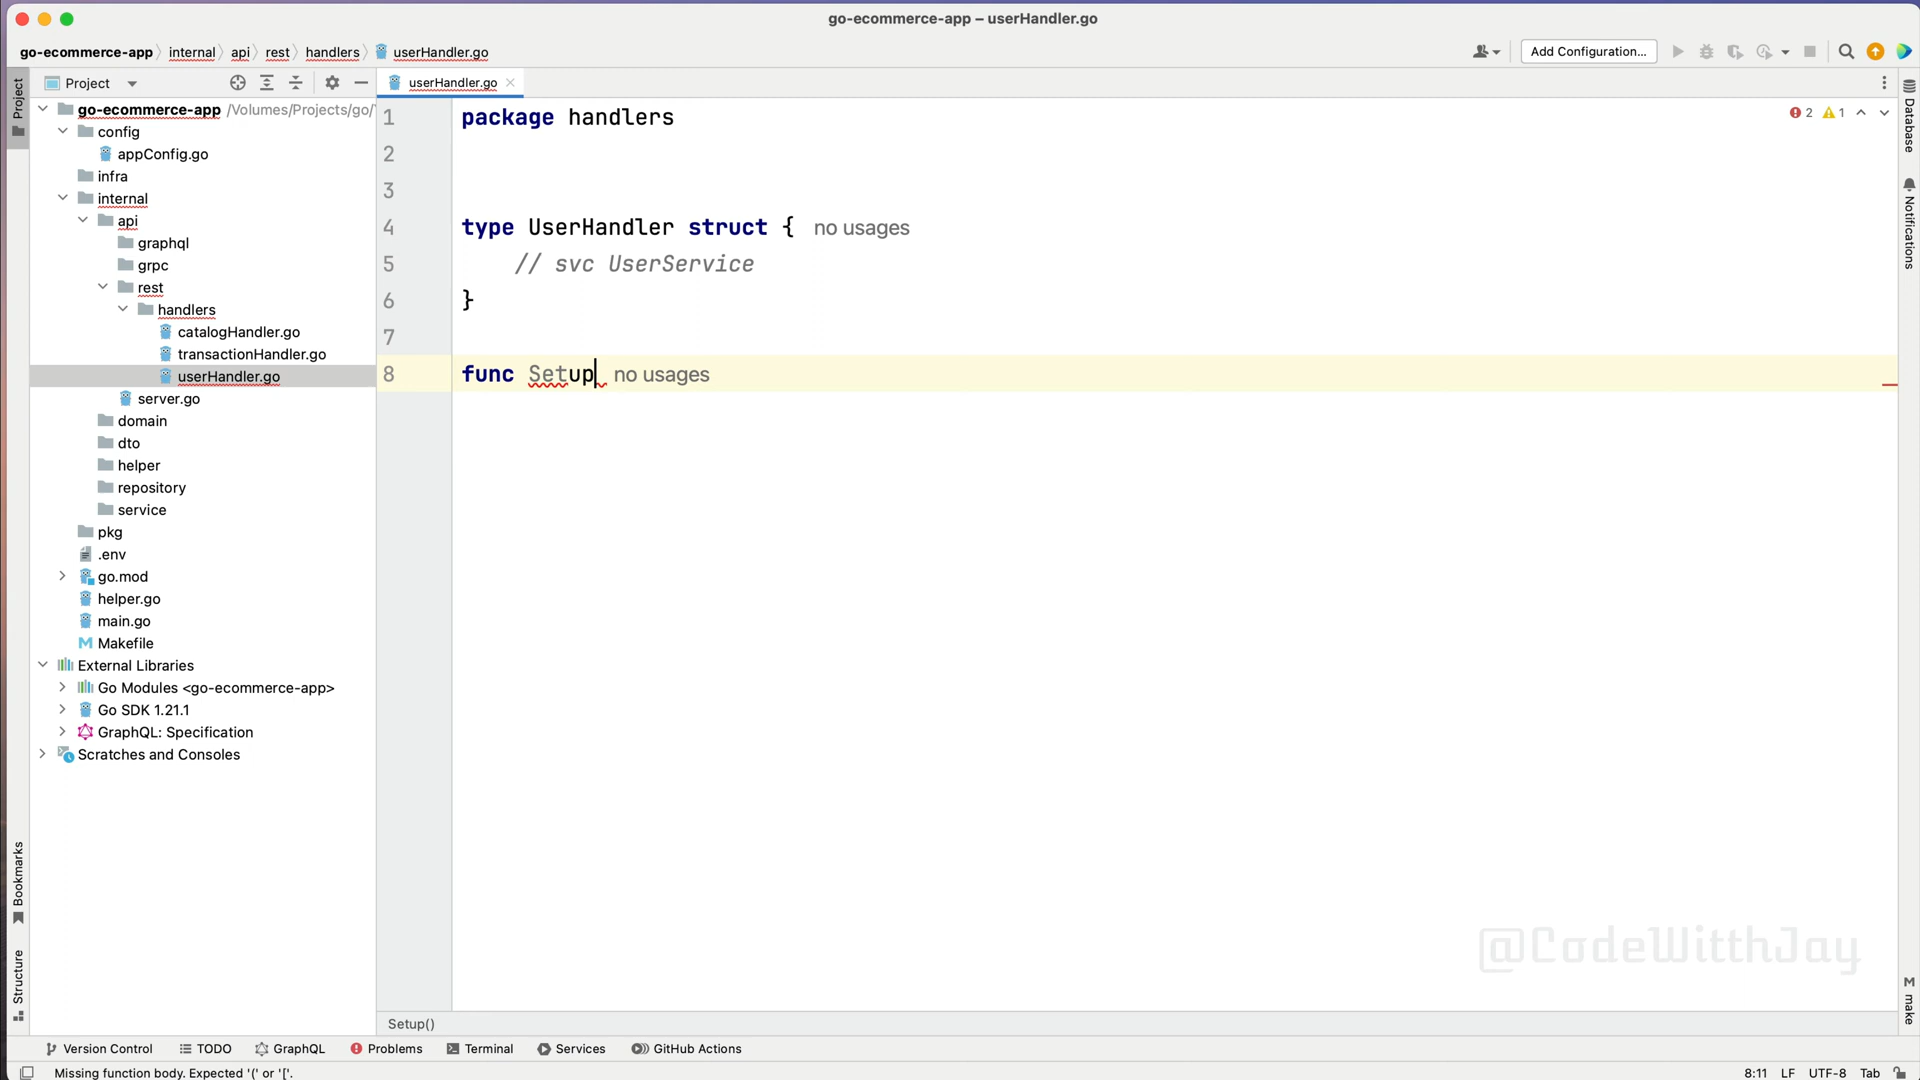 go-ecommerce-app – userHandler.go
go-ecommerce-app internal api rest handlers userHandler.go
Add Configuration...
Project
userHandler.go
go-ecommerce-app /Volumes/Projects/go/
config
appConfig.go
infra
internal
api
graphql
grpc
rest
handlers
catalogHandler.go
transactionHandler.go
userHandler.go
server.go
domain
dto
helper
repository
service
pkg
.env
go.mod
helper.go
main.go
Makefile
External Libraries
Go Modules <go-ecommerce-app>
Go SDK 1.21.1
GraphQL: Specification
Scratches and Consoles
Project
Bookmarks
Structure
1 package handlers
2
3
4 type UserHandler struct { no usages
5 // svc UserService
6 }
7
8 func Setup no usages
2 1
Database
Notifications
make
@CodeWitthJay
Setup()
Version Control TODO GraphQL Problems Terminal Services GitHub Actions
Missing function body. Expected '(' or '['.
8:11 LF UTF-8 Tab